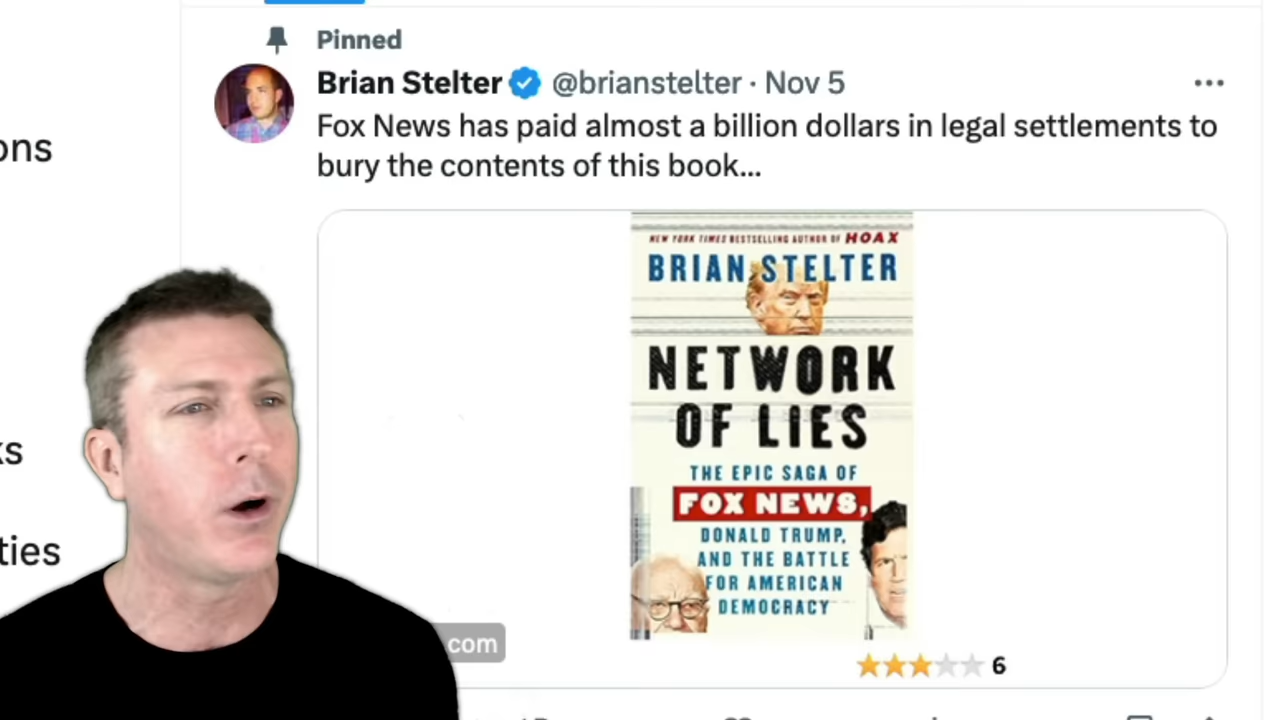 Pinned
Brian Stelter @brianstelter · Nov 5
Fox News has paid almost a billion dollars in legal settlements to
bury the contents of this book...
ons
NEW YORK TIMES BESTSELLING AUTHOR OF HOAX
BRIAN STELTER
NETWORK
OF LIES
THE EPIC SAGA OF
FOX NEWS,
DONALD TRUMP,
AND THE BATTLE
FOR AMERICAN
DEMOCRACY
ks
ties
com
6